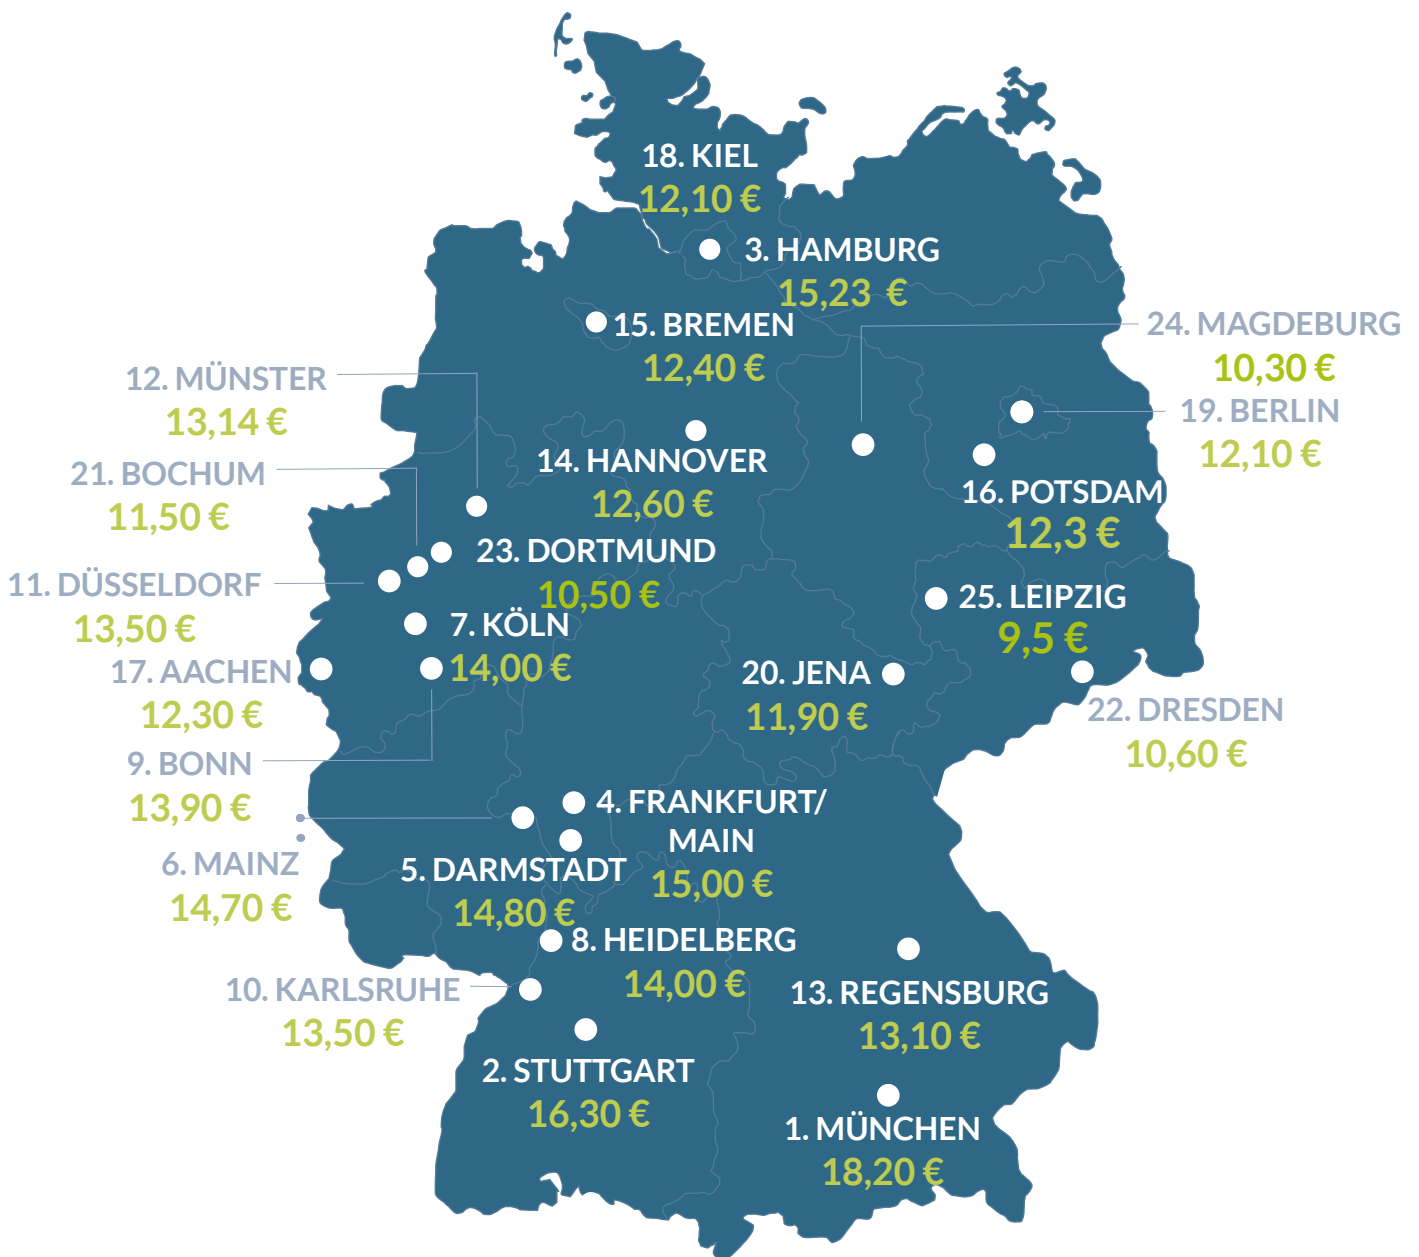 18. KIEL
12,10 €
3. HAMBURG
15,23 €
15. BREMEN
12,40 €
24. MAGDEBURG
10,30 €
12. MÜNSTER
13,14 €
19. BERLIN
12,10 €
14. HANNOVER
12,60 €
21. BOCHUM
11,50 €
16. POTSDAM
12,3 €
23. DORTMUND
10,50 €
11. DÜSSELDORF
13,50 €
25. LEIPZIG
9,5 €
7. KÖLN
14,00 €
17. AACHEN
12,30 €
20. JENA
11,90 €
22. DRESDEN
10,60 €
9. BONN
13,90 €
4. FRANKFURT/
MAIN
15,00 €
6. MAINZ
14,70 €
5. DARMSTADT
14,80 €
8. HEIDELBERG
14,00 €
10. KARLSRUHE
13,50 €
13. REGENSBURG
13,10 €
2. STUTTGART
16,30 €
1. MÜNCHEN
18,20 €